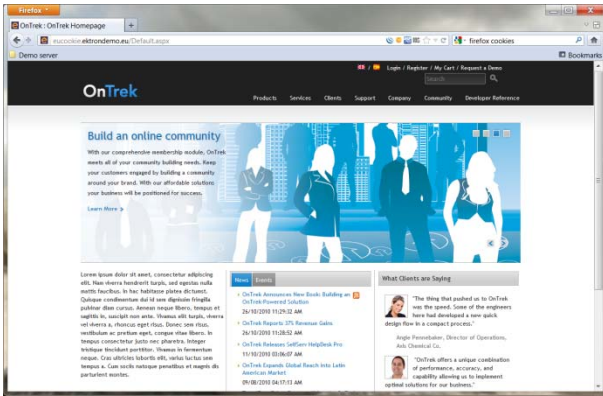 Firefox
OnTrek : OnTrek Homepage
eucookie.ektrondemo.eu/Default.aspx
firefox cookies
Demo server
Bookmarks
Login / Register / My Cart / Request a Demo
Search
OnTrek
Products Services Clients Support Company Community Developer Reference
Build an online community
With our comprehensive membership module, OnTrek
meets all of your community building needs. Keep
your customers engaged by building a community
around your brand. With our affordable solutions
your business will be positioned for success.
Learn More
Lorem ipsum dolor sit amet, consectetur adipiscing
elit. Nam viverra hendrerit turpis, sed egestas nulla
mattis faucibus. In hac habitasse platea dictumst.
Quisque condimentum dui id sem dignissim fringilla
pulvinar diam cursus. Aenean neque libero, tempus et
sagittis in, suscipit non ante. Vivamus elit turpis, viverra
vel viverra a, rhoncus eget risus. Donec sem risus,
vestibulum ac pretium eget, congue vitae libero. In
tempus consectetur justo nec pharetra. Integer
tristique tincidunt porttitor. Vivamus in fermentum
neque. Cras ultricies lobortis elit, varius luctus sem
tempus a. Cum sociis natoque penatibus et magnis dis
parturient montes.
News Events
OnTrek Announces New Book: Building an
OnTrek-Powered Solution
26/10/2010 11:29:32 AM
OnTrek Reports 37% Revenue Gains
26/10/2010 11:28:52 AM
OnTrek Releases SelfServ HelpDesk Pro
11/10/2010 03:06:07 AM
OnTrek Expands Global Reach into Latin
American Market
09/08/2010 04:17:13 AM
What Clients are Saying
"The thing that pushed us to OnTrek
was the speed. Some of the engineers
here had developed a new quick
design flow in a compact process."
Angie Pennebaker, Director of Operations,
Axis Chemical Co.
"OnTrek offers a unique combination
of performance, accuracy, and
capability allowing us to implement
optimal solutions for our business."